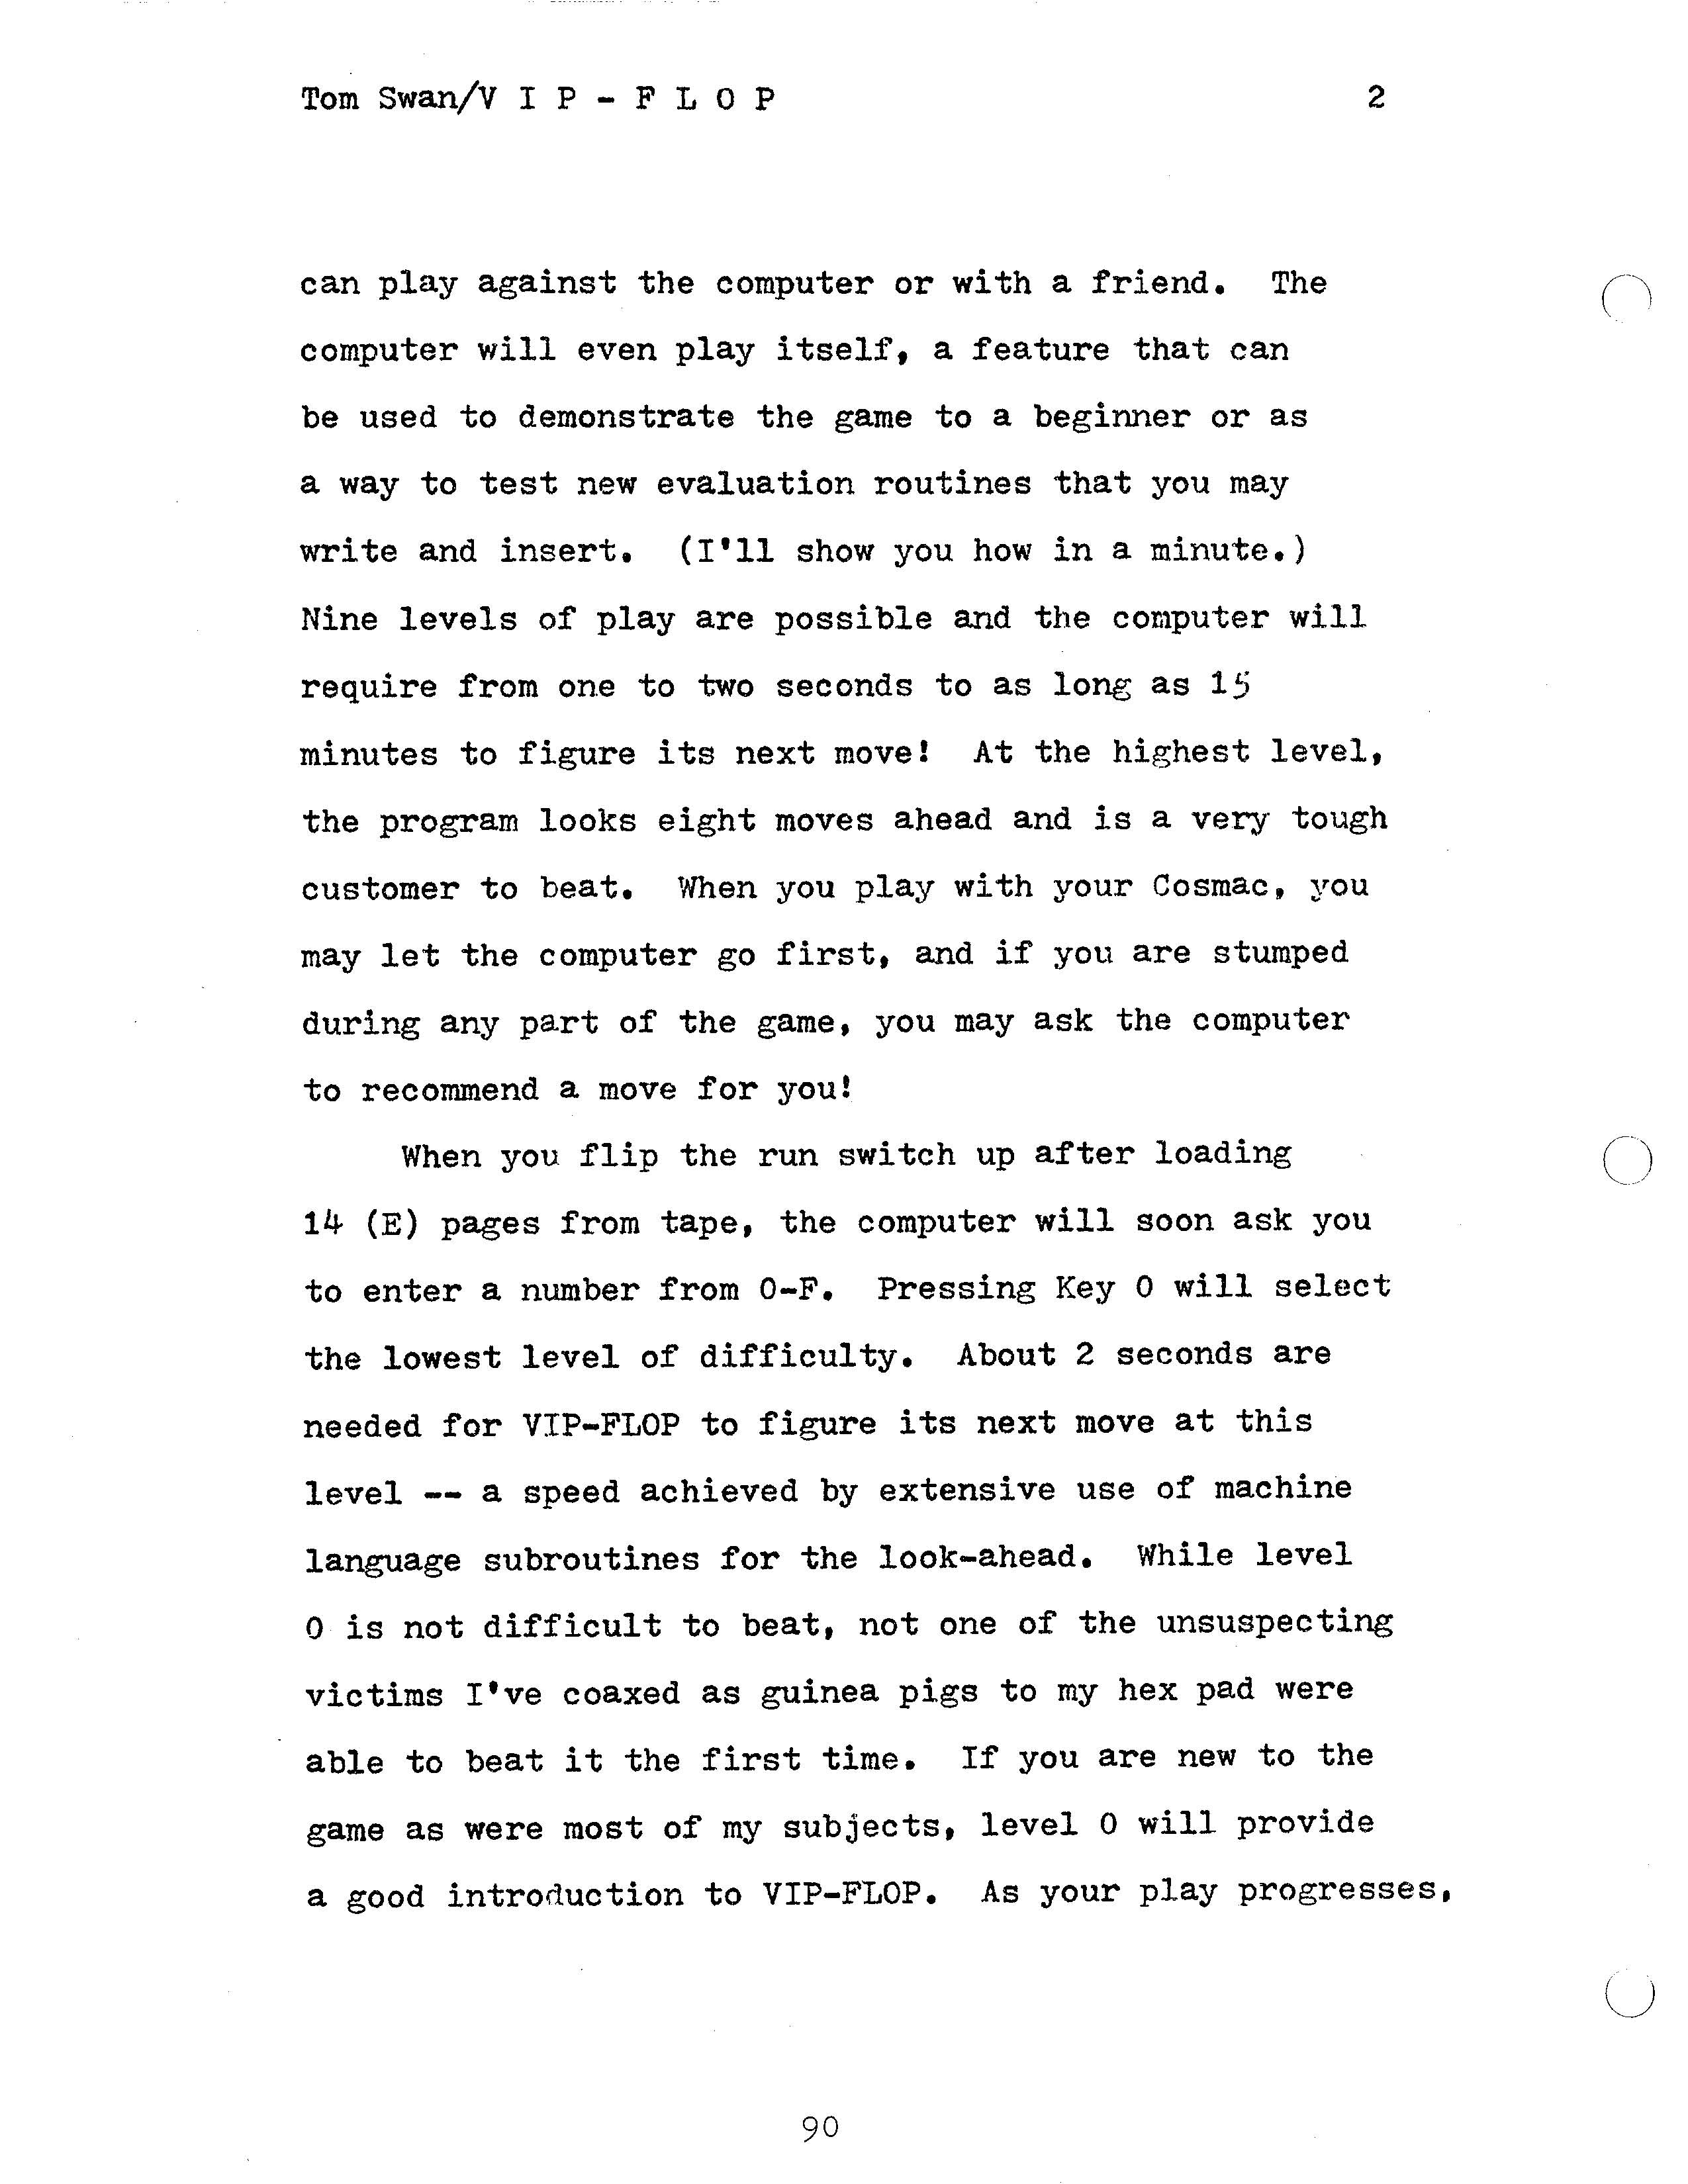 Tom Swan/V I P - F L O P 2
can play against the computer or with a friend. The
computer will even play itself, a feature that can
be used to demonstrate the game to a beginner or as
a way to test new evaluation routines that you may
write and insert. (I'll show you how in a minute.)
Nine levels of play are possible and the computer will
require from one to two seconds to as long as 15
minutes to figure its next move! At the highest level,
the program looks eight moves ahead and is a very tough
customer to beat. When you play with your Cosmac, you
may let the computer go first, and if you are stumped
during any part of the game, you may ask the computer
to recommend a move for you!
When you flip the run switch up after loading
14 (E) pages from tape, the computer will soon ask you
to enter a number from 0-F. Pressing Key 0 will select
the lowest level of difficulty. About 2 seconds are
needed for VIP-FLOP to figure its next move at this
level -- a speed achieved by extensive use of machine
language subroutines for the look-ahead. While level
0 is not difficult to beat, not one of the unsuspecting
victims I've coaxed as guinea pigs to my hex pad were
able to beat it the first time. If you are new to the
game as were most of my subjects, level 0 will provide
a good introduction to VIP-FLOP. As your play progresses,
90